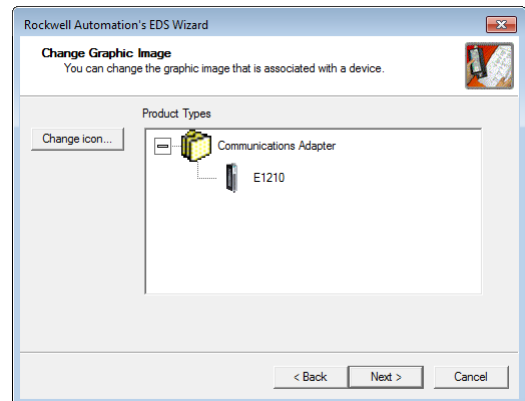 Rockwell Automation's EDS Wizard
Change Graphic Image
You can change the graphic image that is associated with a device.
Product Types
Change icon...
Communications Adapter
E1210
< Back
Next >
Cancel